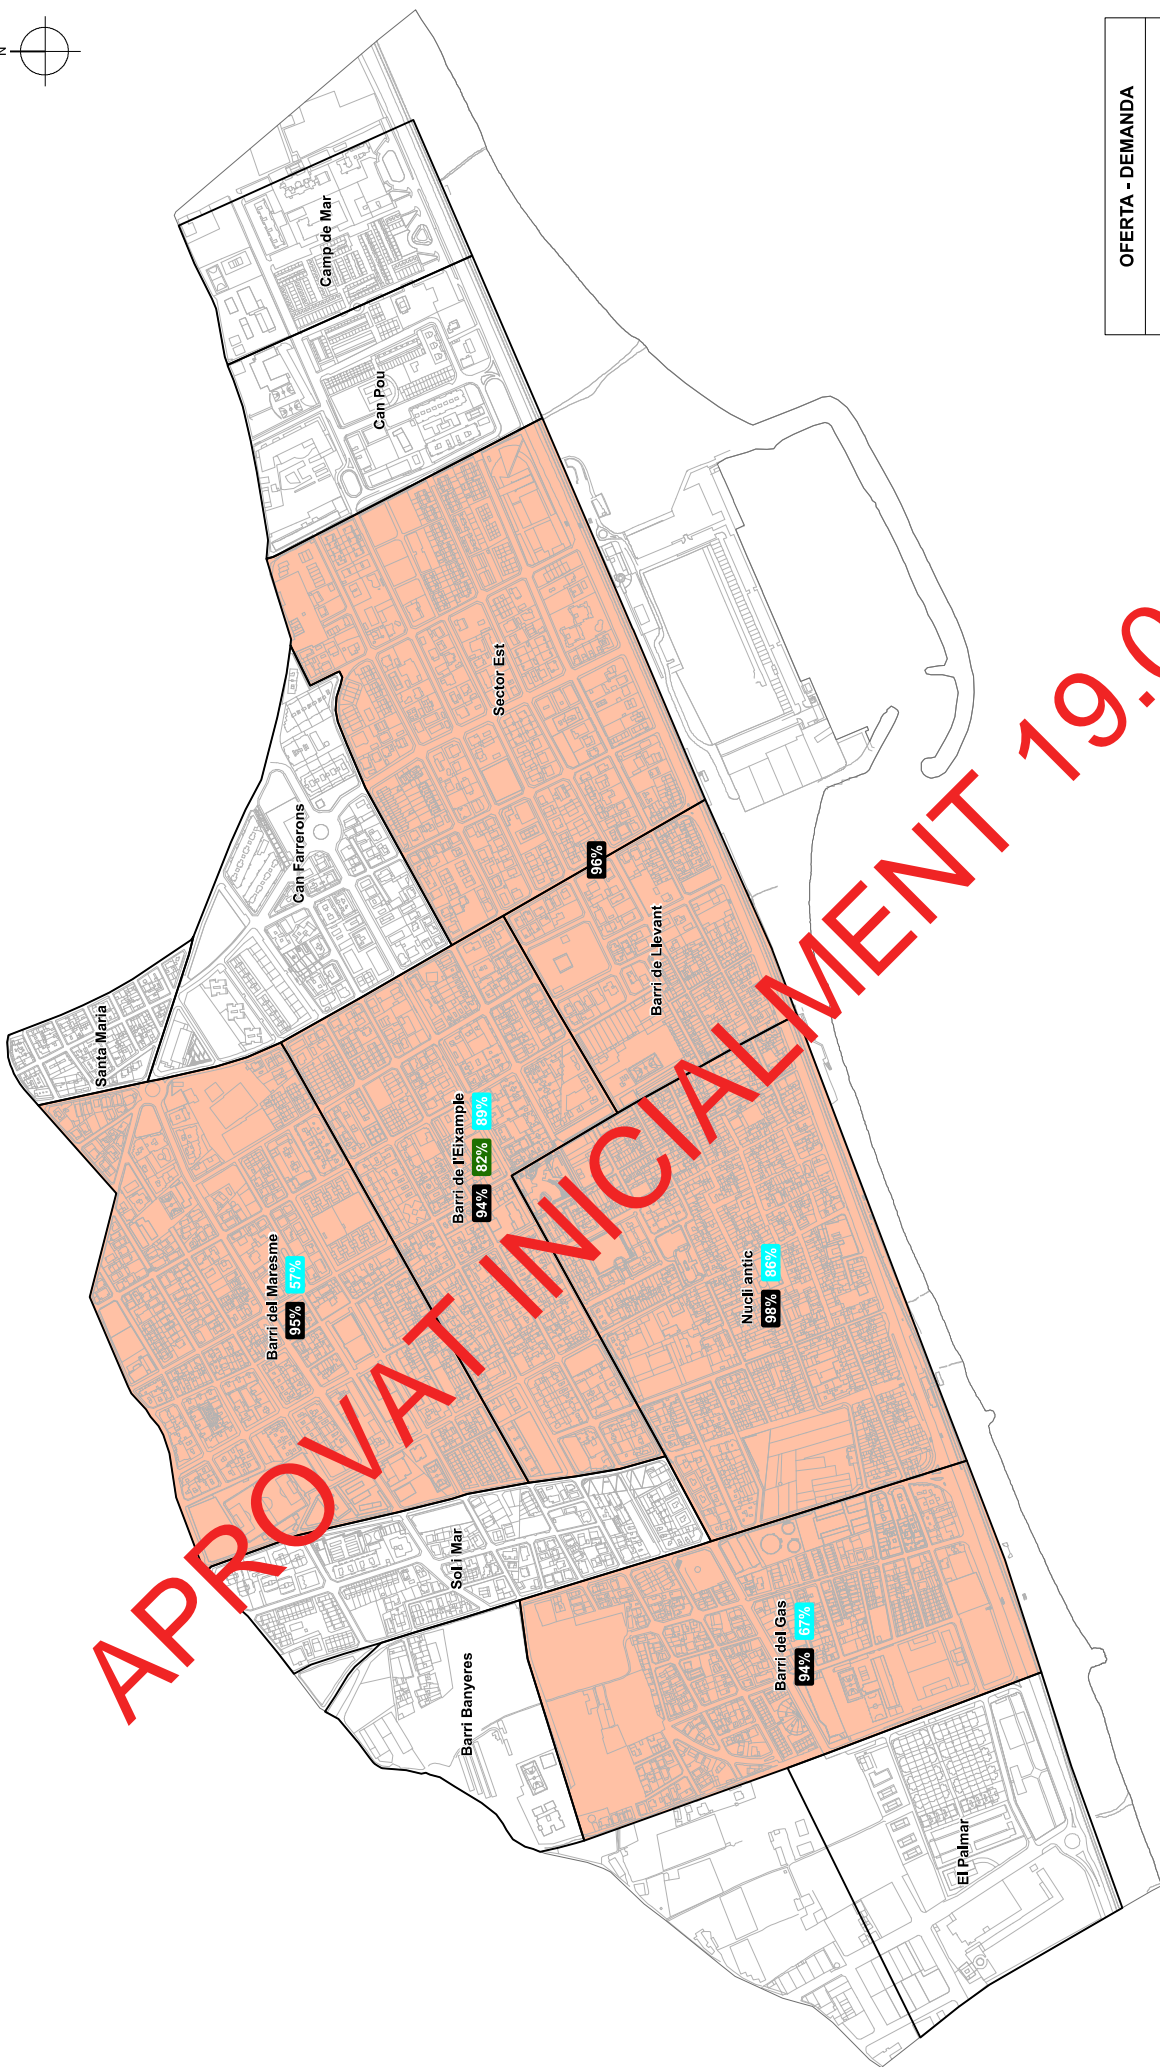 N
OFERTA - DEMANDA
Camp de Mar
Can Pou
Sector Est
Can Farrerons
96%
Barri de Llevant
Santa Maria
Barri de l'Eixample
94% 82% 89%
Barri del Maresme
95% 57%
Nucli antic
98% 86%
Sol i Mar
Barri del Gas
94% 67%
Barri Banyeres
El Palmar
APROVAT INICIALMENT 19.0